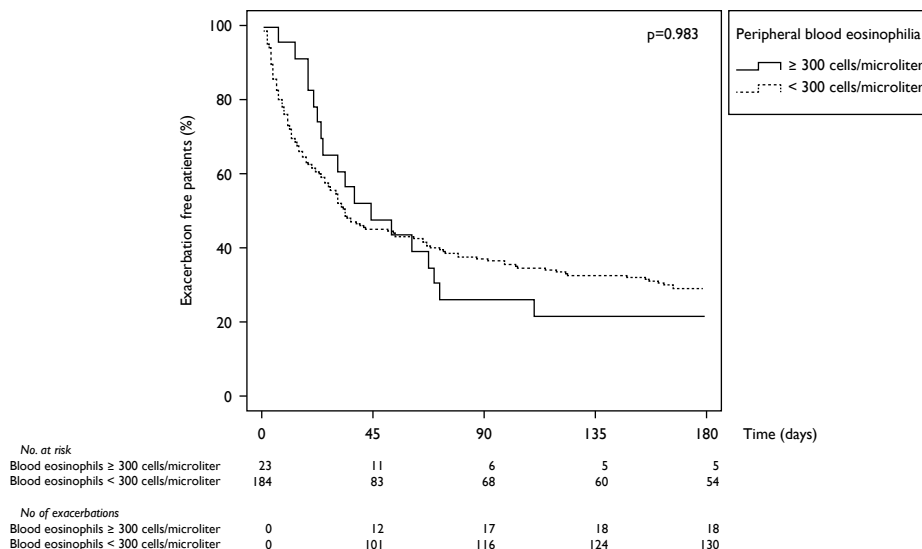 100
80
60
40
20
0
Exacerbation free patients (%)
p=0.983
Peripheral blood eosinophilia
≥ 300 cells/microliter
< 300 cells/microliter
0 45 90 135 180 Time (days)
No. at risk
Blood eosinophils ≥ 300 cells/microliter 23 11 6 5 5
Blood eosinophils < 300 cells/microliter 184 83 68 60 54
No of exacerbations
Blood eosinophils ≥ 300 cells/microliter 0 12 17 18 18
Blood eosinophils < 300 cells/microliter 0 101 116 124 130